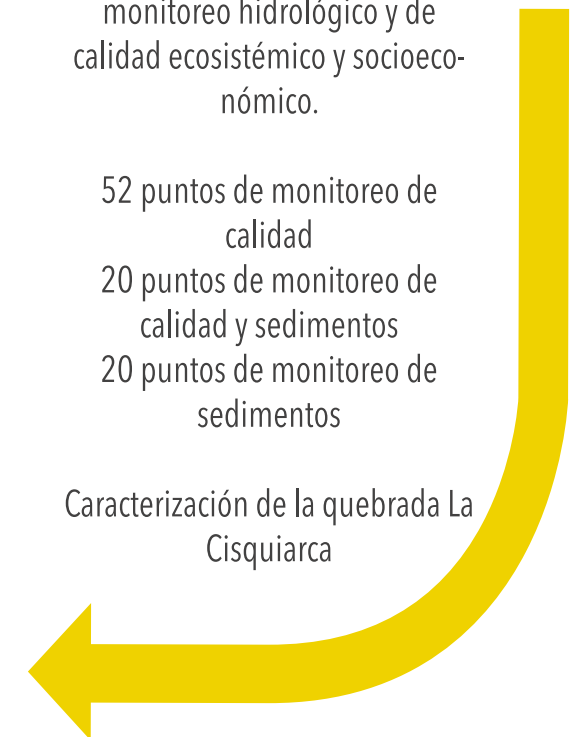 monitoreo hidrológico y de
calidad ecosistémico y socioeco-
nómico.
52 puntos de monitoreo de
calidad
20 puntos de monitoreo de
calidad y sedimentos
20 puntos de monitoreo de
sedimentos
Caracterización de la quebrada La
Cisquiarca